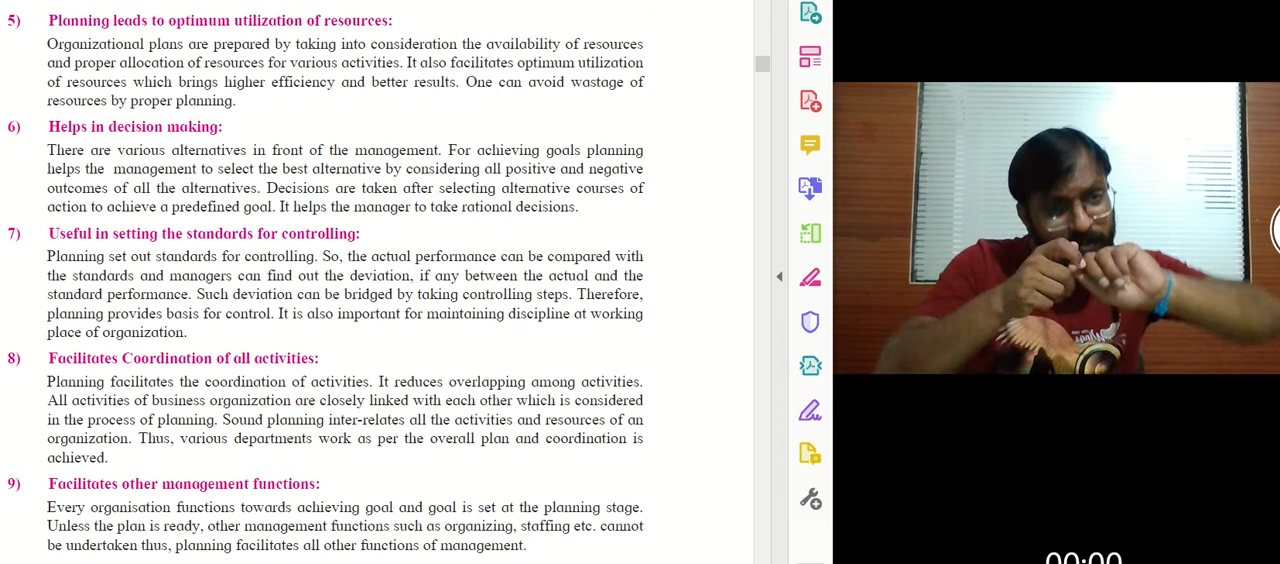 5) Planning leads to optimum utilization of resources:
Organizational plans are prepared by taking into consideration the availability of resources
and proper allocation of resources for various activities. It also facilitates optimum utilization
of resources which brings higher efficiency and better results. One can avoid wastage of
resources by proper planning.
6) Helps in decision making:
There are various alternatives in front of the management. For achieving goals planning
helps the management to select the best alternative by considering all positive and negative
outcomes of all the alternatives. Decisions are taken after selecting alternative courses of
action to achieve a predefined goal. It helps the manager to take rational decisions.
7) Useful in setting the standards for controlling:
Planning set out standards for controlling. So, the actual performance can be compared with
the standards and managers can find out the deviation, if any between the actual and the
standard performance. Such deviation can be bridged by taking controlling steps. Therefore,
planning provides basis for control. It is also important for maintaining discipline at working
place of organization.
8) Facilitates Coordination of all activities:
Planning facilitates the coordination of activities. It reduces overlapping among activities.
All activities of business organization are closely linked with each other which is considered
in the process of planning. Sound planning inter-relates all the activities and resources of an
organization. Thus, various departments work as per the overall plan and coordination is
achieved.
9) Facilitates other management functions:
Every organisation functions towards achieving goal and goal is set at the planning stage.
Unless the plan is ready, other management functions such as organizing, staffing etc. cannot
be undertaken thus, planning facilitates all other functions of management.
00:00